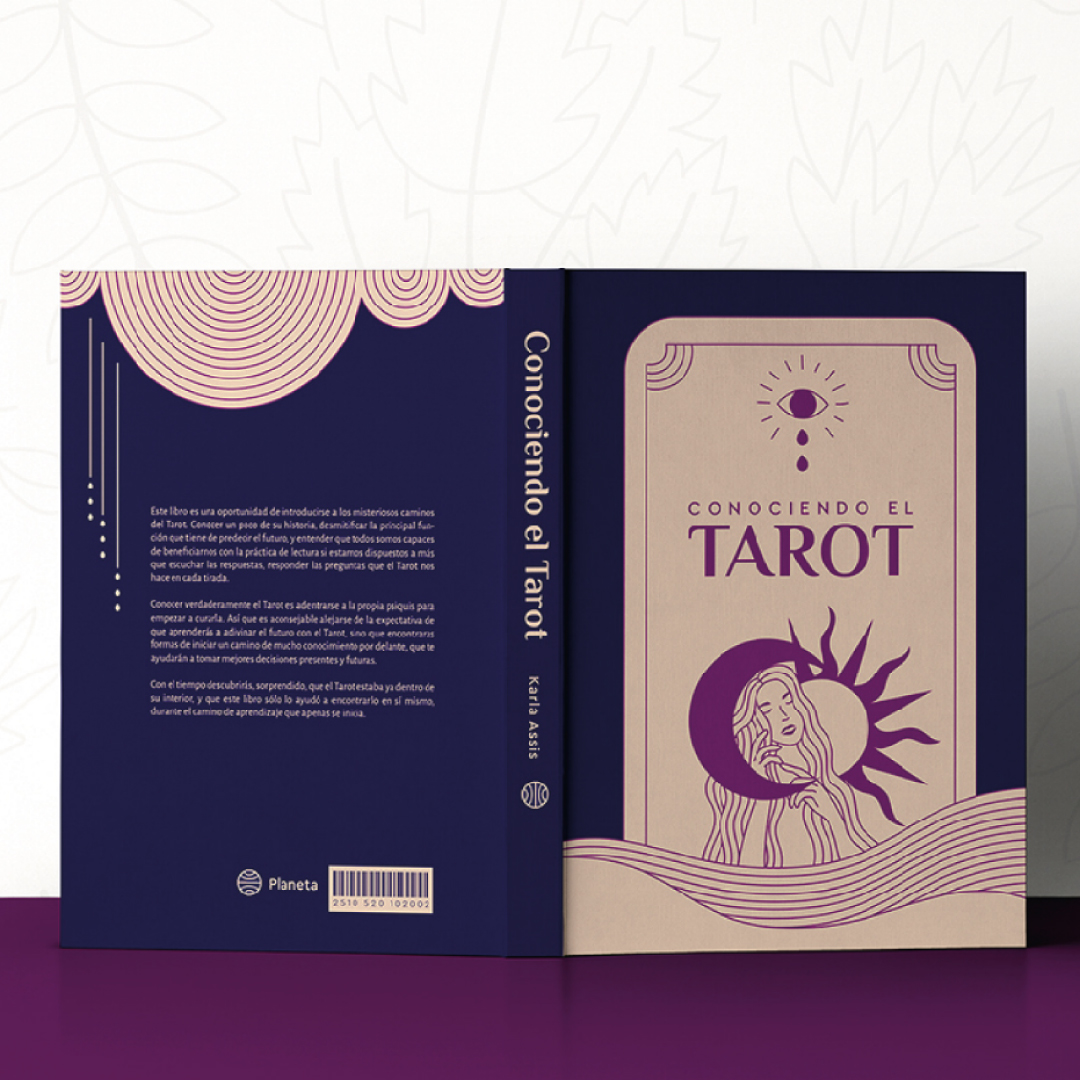 Este libro es una oportunidad de introducirse a los misteriosos caminos
del Tarot. Conocer un poco de su historia, desmitificar la principal fun-
ción que tiene de predecir el futuro, y entender que todos somos capaces
de beneficiarnos con la práctica de lectura si estamos dispuestos a más
que escuchar las respuestas, responder las preguntas que el Tarot nos
hace en cada tirada.
Conocer verdaderamente el Tarot es adentrarse a la propia psiquis para
empezar a curarla. Así que es aconsejable alejarse de la expectativa de
que aprenderás a adivinar el futuro con el Tarot, sino que encontraras
formas de iniciar un camino de mucho conocimiento por delante, que te
ayudarán a tomar mejores decisiones presentes y futuras.
Con el tiempo descubrirás, sorprendido, que el Tarot estaba ya dentro de
su interior, y que este libro sólo lo ayudó a encontrarlo en sí mismo,
durante el camino de aprendizaje que apenas se inicia.
Planeta
2510 520 102002
Conociendo el Tarot
Karla Assis
CONOCIENDO EL
TAROT